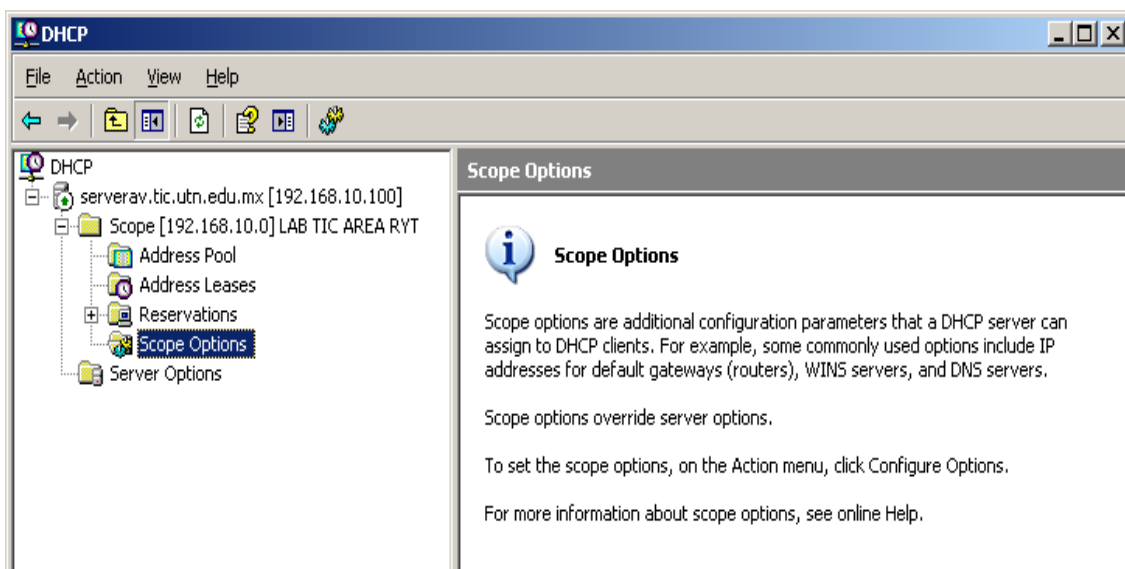 DHCP
File Action View Help
DHCP
serverav.tic.utn.edu.mx [192.168.10.100]
Scope [192.168.10.0] LAB TIC AREA RYT
Address Pool
Address Leases
Reservations
Scope Options
Server Options
Scope Options
Scope Options
Scope options are additional configuration parameters that a DHCP server can
assign to DHCP clients. For example, some commonly used options include IP
addresses for default gateways (routers), WINS servers, and DNS servers.
Scope options override server options.
To set the scope options, on the Action menu, click Configure Options.
For more information about scope options, see online Help.